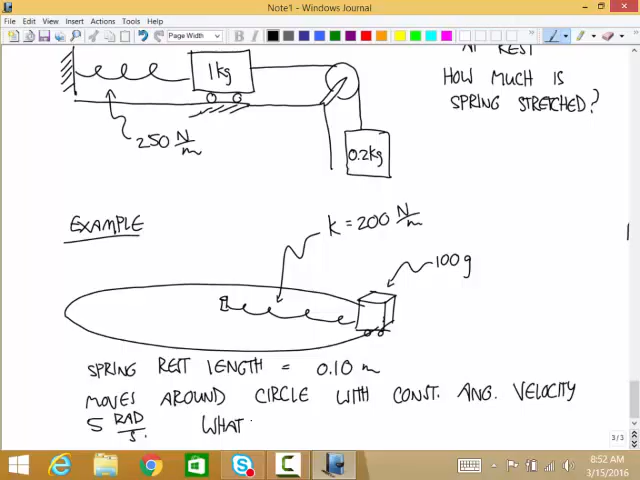 Note1 - Windows Journal
File Edit View Insert Actions Tools Help
Page Width
AT REST
HOW MUCH IS
SPRING STRETCHED?
1kg
250 N/m
0.2kg
EXAMPLE
k = 200 N/m
100g
SPRING REST LENGTH = 0.10 m
MOVES AROUND CIRCLE WITH CONST. ANG. VELOCITY
5 RAD/s. WHAT
3/3
8:52 AM
3/15/2016